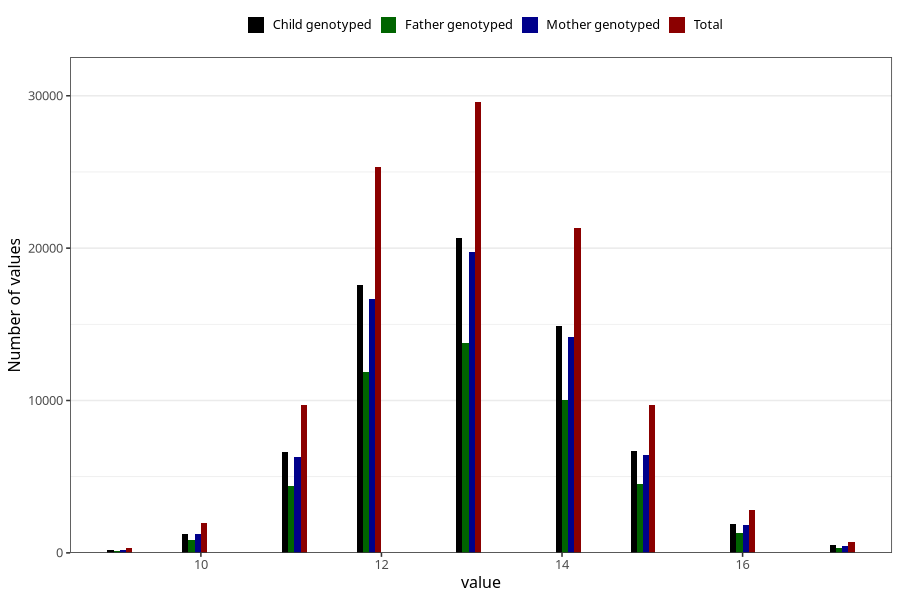 Child genotyped Father genotyped Mother genotyped Total
Number of values
30000
20000
10000
0
10 12 14 16
value